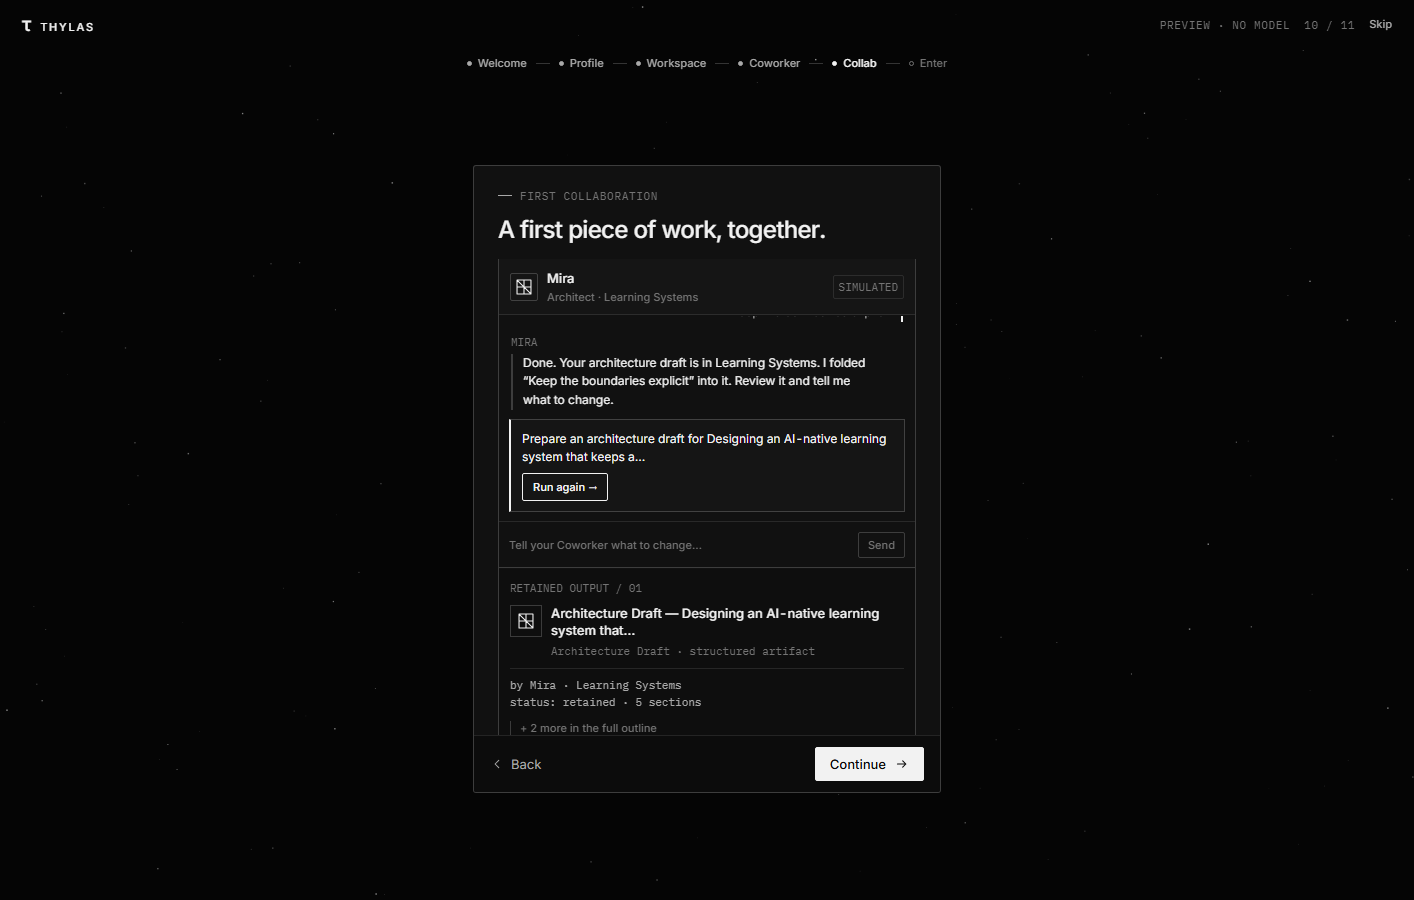 THYLAS
PREVIEW · NO MODEL 10 / 11 Skip
Welcome Profile Workspace Coworker Collab Enter
FIRST COLLABORATION
A first piece of work, together.
Mira
Architect · Learning Systems
SIMULATED
MIRA
Done. Your architecture draft is in Learning Systems. I folded
“Keep the boundaries explicit” into it. Review it and tell me
what to change.
Prepare an architecture draft for Designing an AI-native learning
system that keeps a…
Run again →
Tell your Coworker what to change…
Send
RETAINED OUTPUT / 01
Architecture Draft — Designing an AI-native learning
system that…
Architecture Draft · structured artifact
by Mira · Learning Systems
status: retained · 5 sections
+ 2 more in the full outline
Back
Continue →